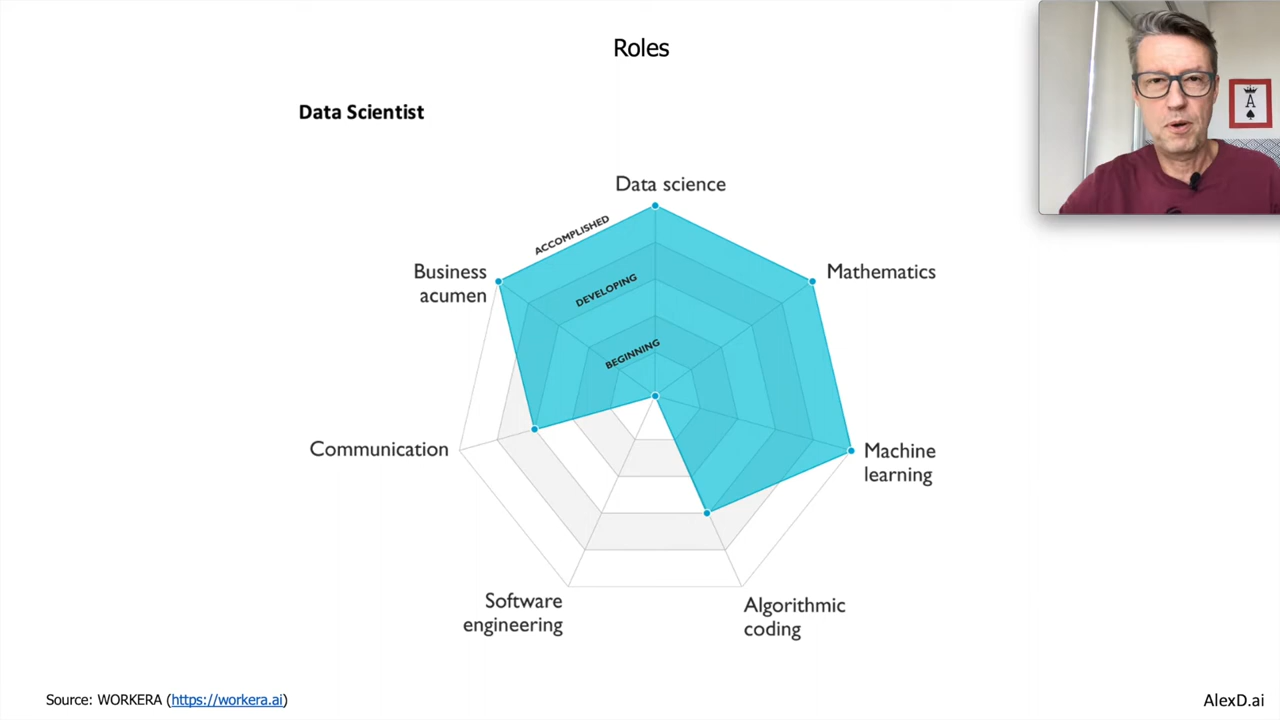 Roles
Data Scientist
Data science
ACCOMPLISHED
Business
acumen
Mathematics
DEVELOPING
BEGINNING
Communication
Machine
learning
Software
engineering
Algorithmic
coding
A
Source: WORKERA (https://workera.ai)
AlexD.ai